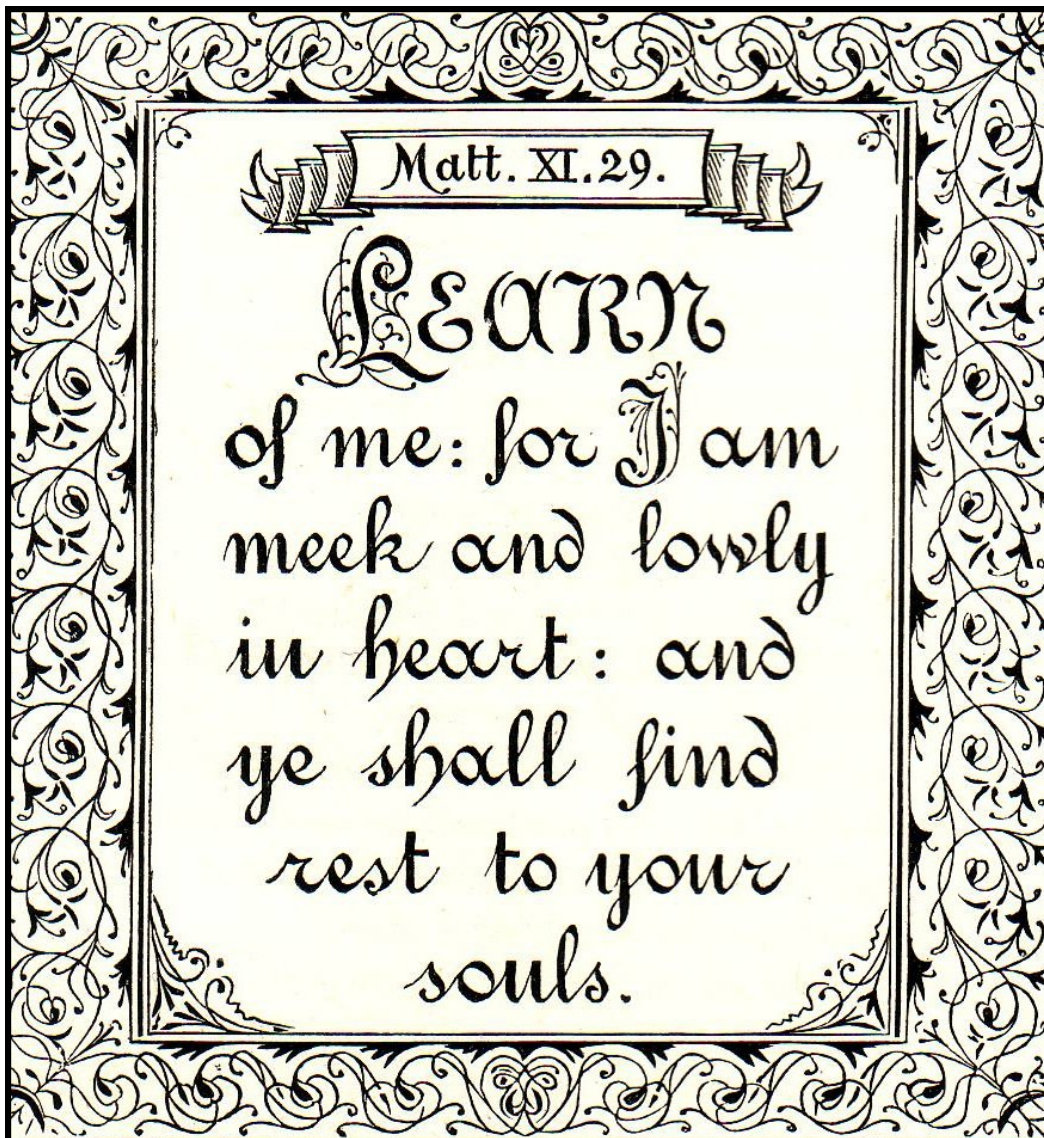 Matt. XI. 29.
LEARN
of me: for I am
meek and lowly
in heart: and
ye shall find
rest to your
souls.